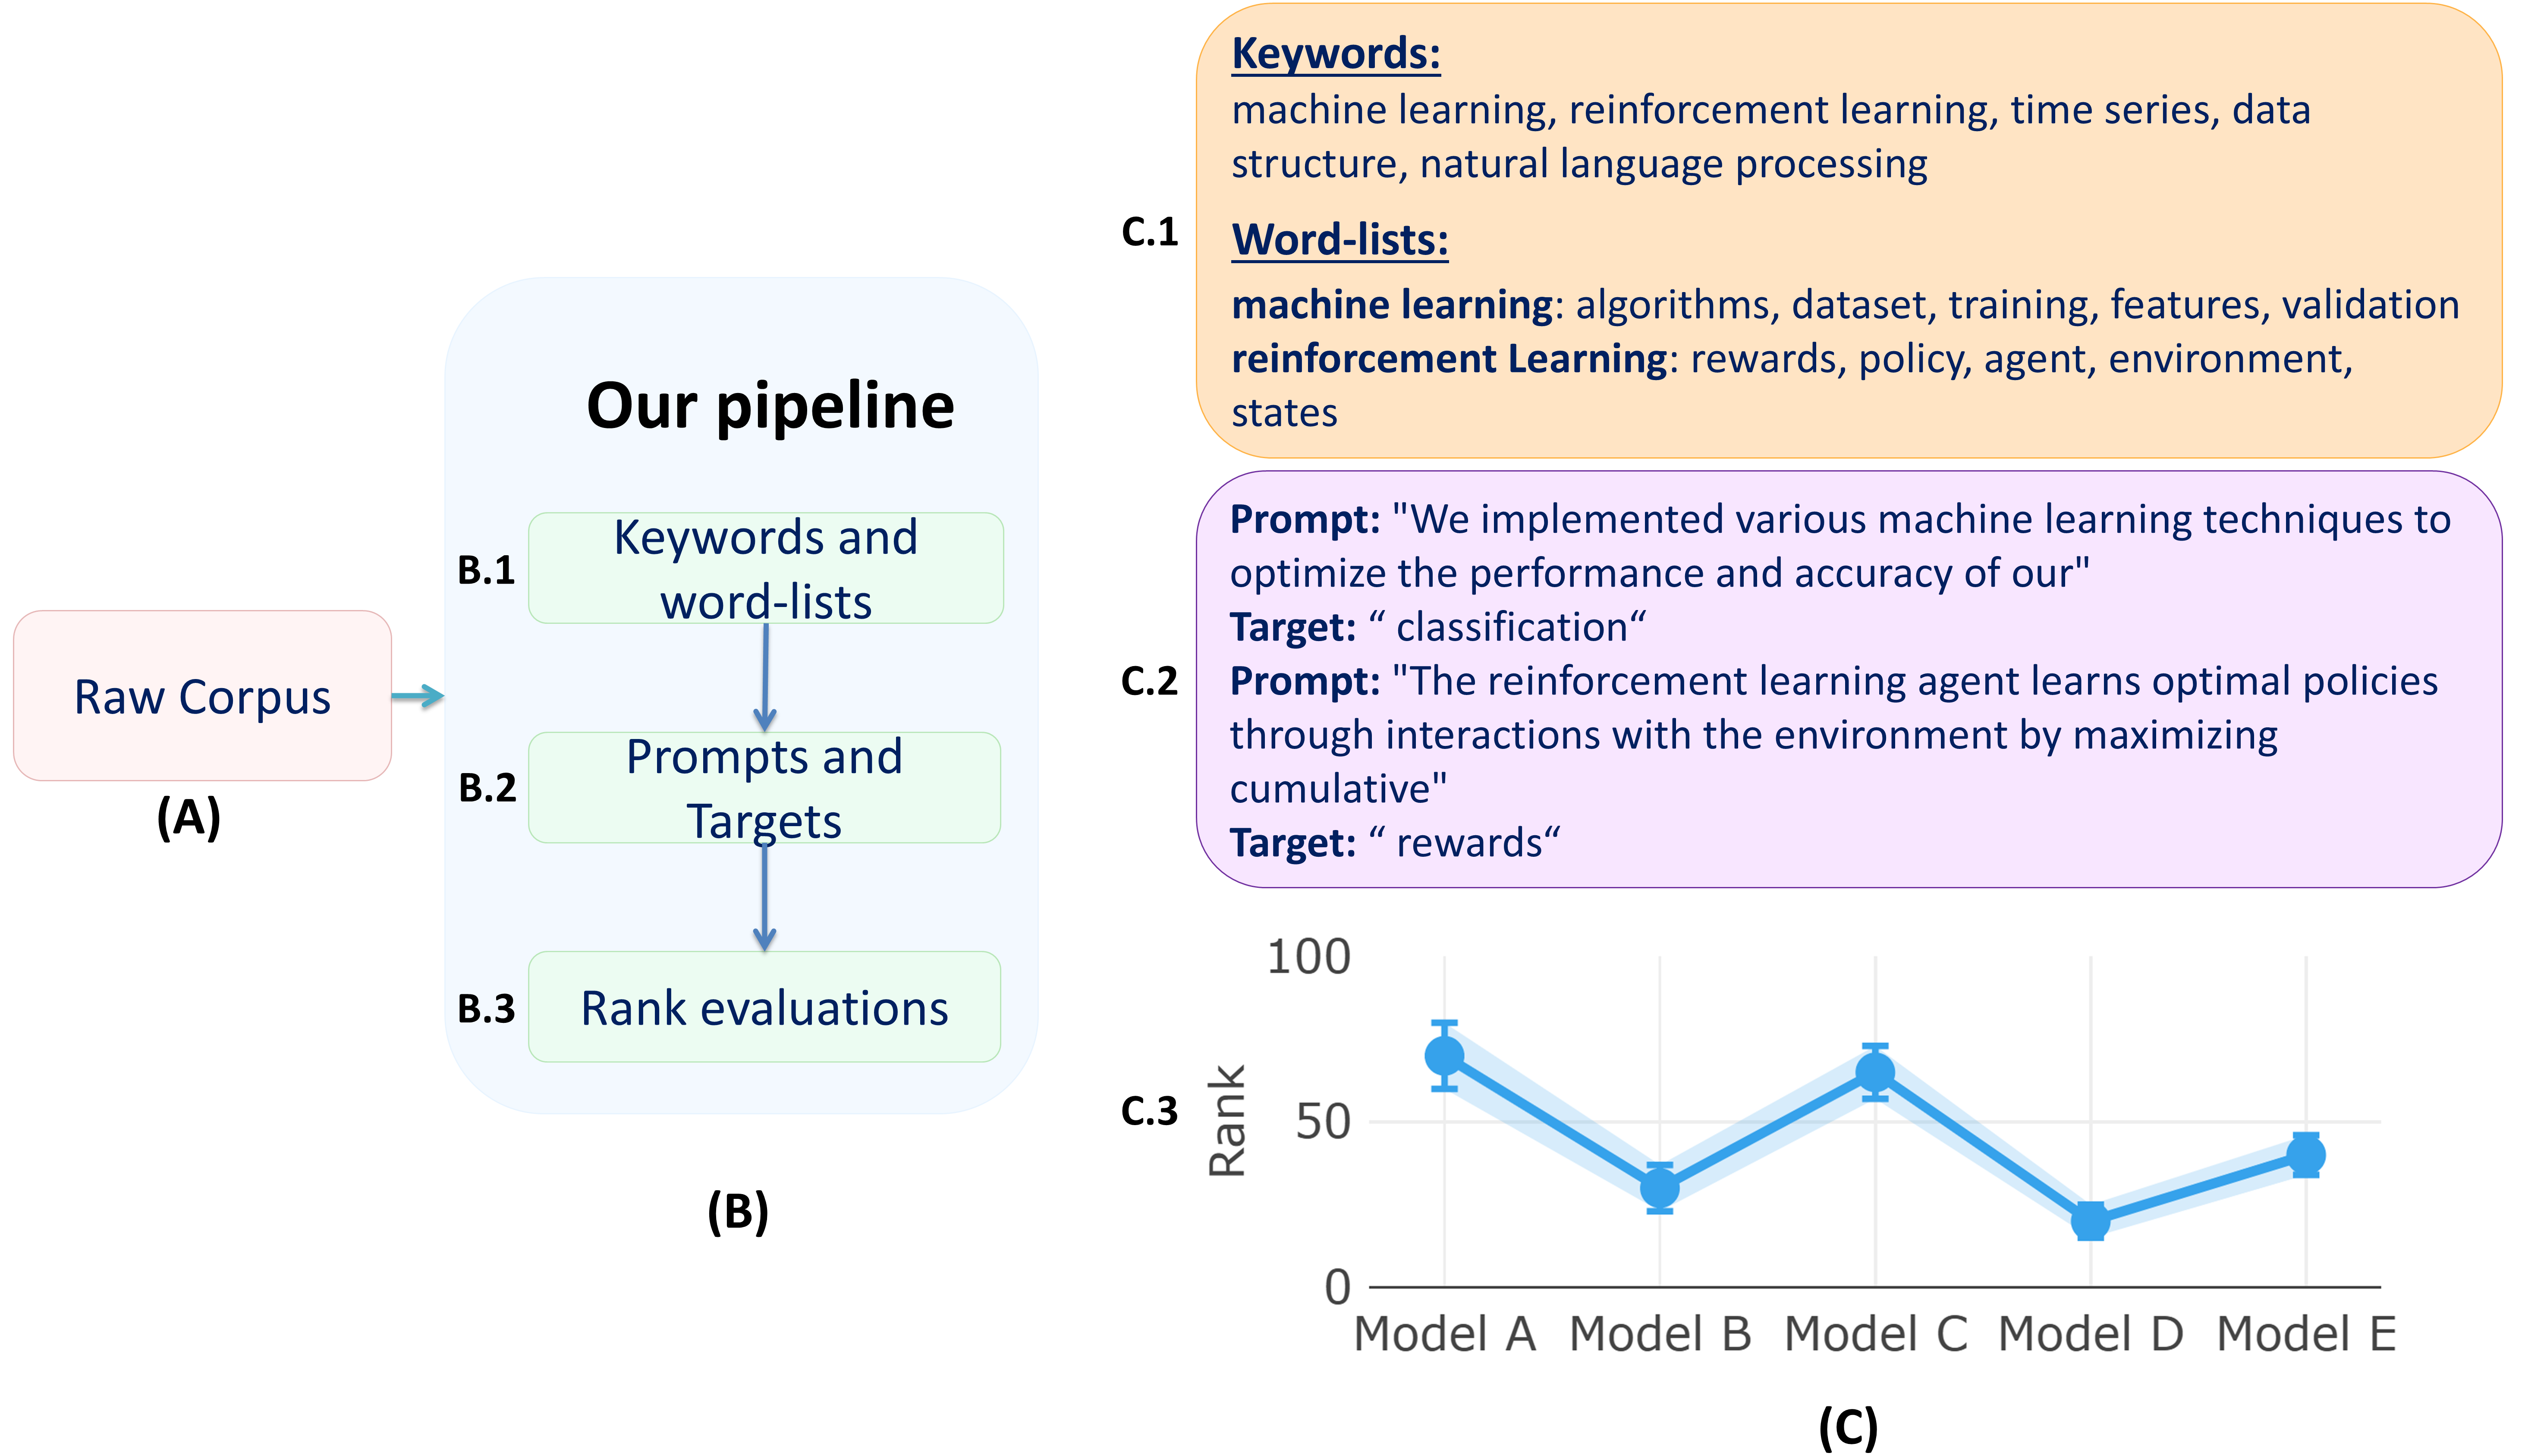 Raw Corpus
(A)
Our pipeline
B.1
Keywords and
word-lists
B.2
Prompts and
Targets
B.3
Rank evaluations
(B)
C.1
Keywords:
machine learning, reinforcement learning, time series, data
structure, natural language processing
Word-lists:
machine learning: algorithms, dataset, training, features, validation
reinforcement Learning: rewards, policy, agent, environment,
states
C.2
Prompt: "We implemented various machine learning techniques to
optimize the performance and accuracy of our"
Target: “ classification“
Prompt: "The reinforcement learning agent learns optimal policies
through interactions with the environment by maximizing
cumulative"
Target: “ rewards“
C.3
Rank
100
50
0
Model A Model B Model C Model D Model E
(C)